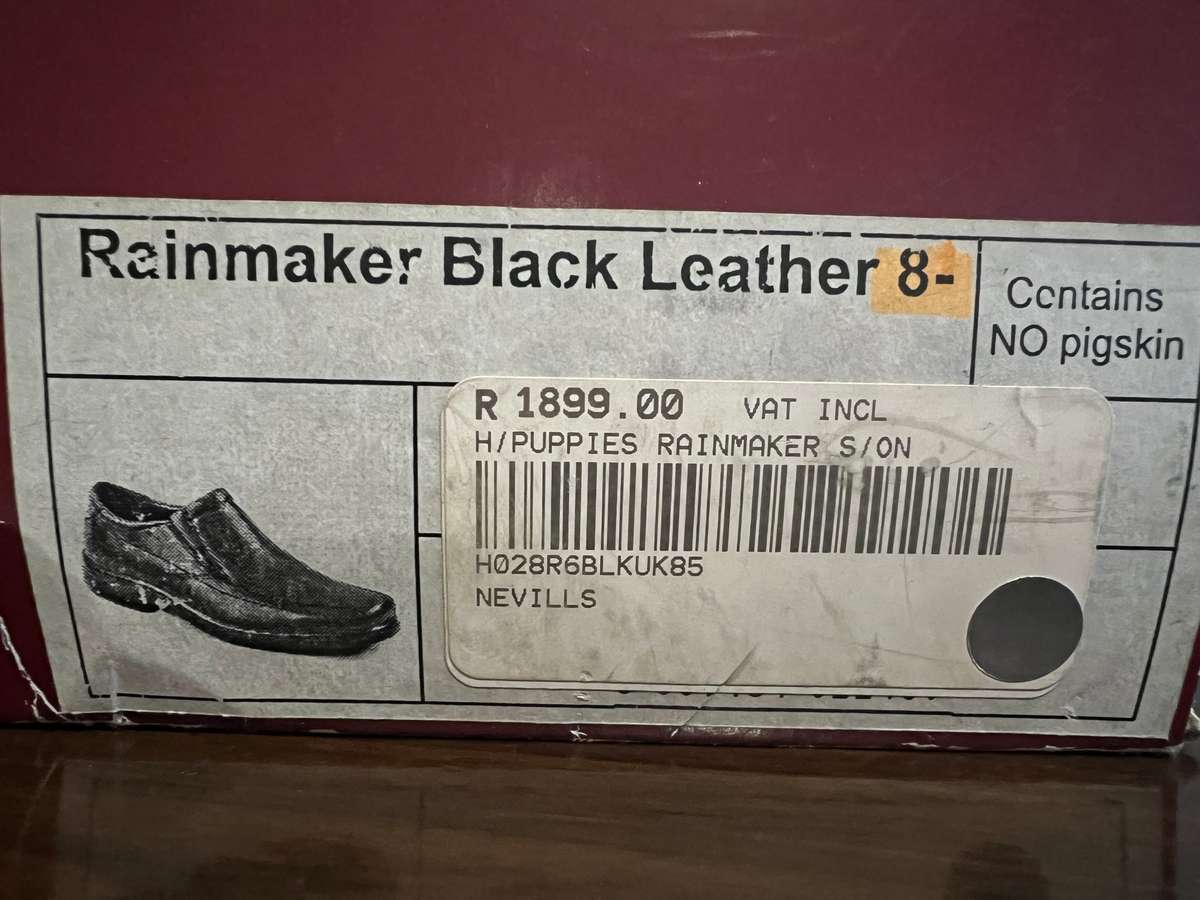 Rainmaker Black Leather 8-
Contains
NO pigskin
R 1899.00 VAT INCL
H/PUPPIES RAINMAKER S/ON
H028R6BLKUK85
NEVILLS